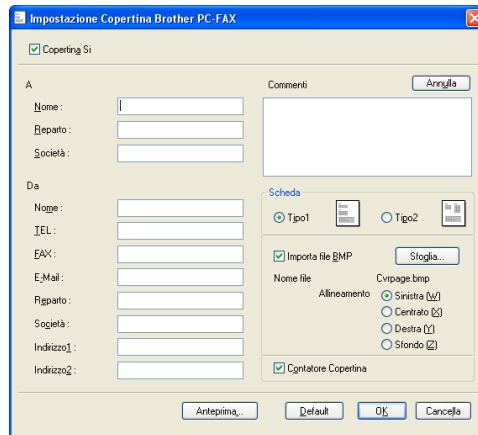 Impostazione Copertina Brother PC-FAX
Copertina Si
A
Nome :
Reparto :
Società :
Da
Nome :
TEL :
FAX :
E-Mail :
Reparto :
Società :
Indirizzo1 :
Indirizzo2 :
Commenti
Annulla
Scheda
Tipo1
Tipo2
Importa file BMP
Sfoglia...
Nome file
Cvrpage.bmp
Allineamento
Sinistra (W)
Centrato (X)
Destra (Y)
Sfondo (Z)
Contatore Copertina
Anteprima...
Default
OK
Cancella